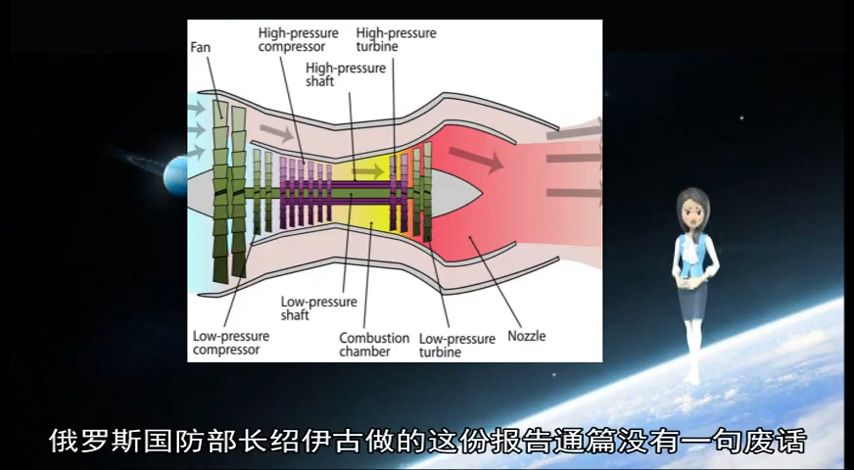 Fan
High-pressure
compressor
High-pressure
turbine
High-pressure
shaft
Low-pressure
shaft
Low-pressure
compressor
Combustion
chamber
Low-pressure
turbine
Nozzle
俄罗斯国防部长绍伊古做的这份报告通篇没有一句废话